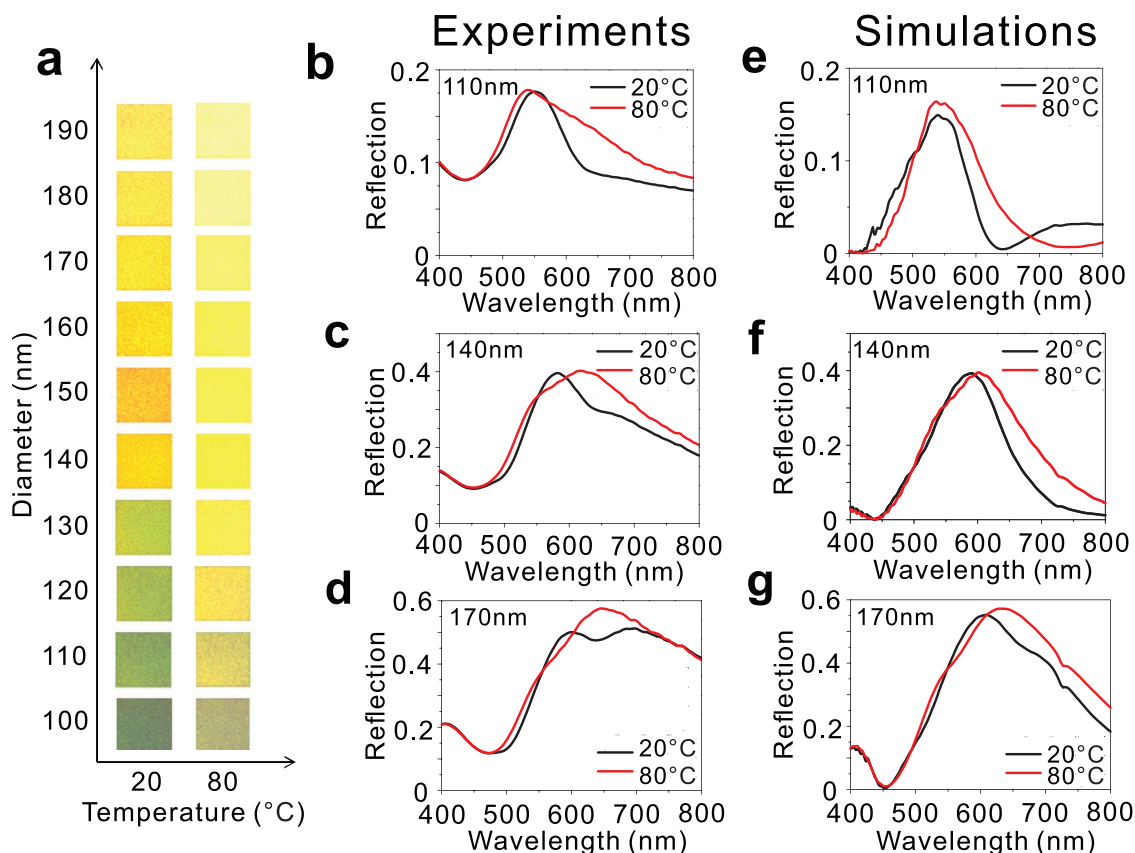 Experiments
Simulations
a
Diameter (nm)
190
180
170
160
150
140
130
120
110
100
20 80
Temperature (°C)
b
110nm
20°C
80°C
Reflection
0.2
0.1
0
400 500 600 700 800
Wavelength (nm)
c
140nm
20°C
80°C
Reflection
0.4
0.2
0
400 500 600 700 800
Wavelength (nm)
d
170nm
20°C
80°C
Reflection
0.6
0.4
0.2
0
400 500 600 700 800
Wavelength (nm)
e
110nm
20°C
80°C
Reflection
0.2
0.1
0
400 500 600 700 800
Wavelength (nm)
f
140nm
20°C
80°C
Reflection
0.4
0.2
0
400 500 600 700 800
Wavelength (nm)
g
170nm
20°C
80°C
Reflection
0.6
0.4
0.2
0
400 500 600 700 800
Wavelength (nm)